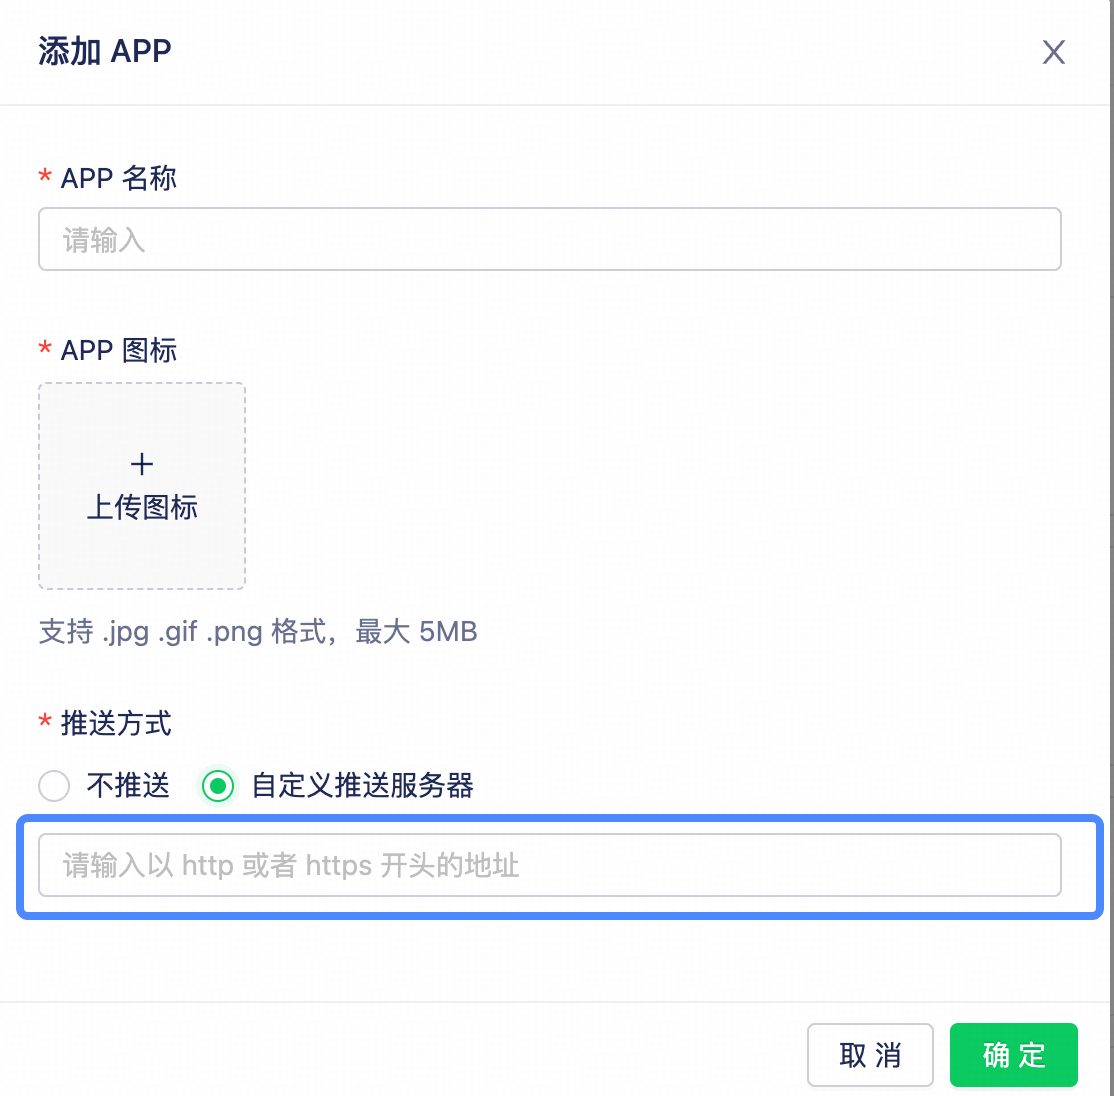 添加 APP
* APP 名称
请输入
* APP 图标
上传图标
支持 .jpg .gif .png 格式，最大 5MB
* 推送方式
不推送 自定义推送服务器
请输入以 http 或者 https 开头的地址
取 消 确 定